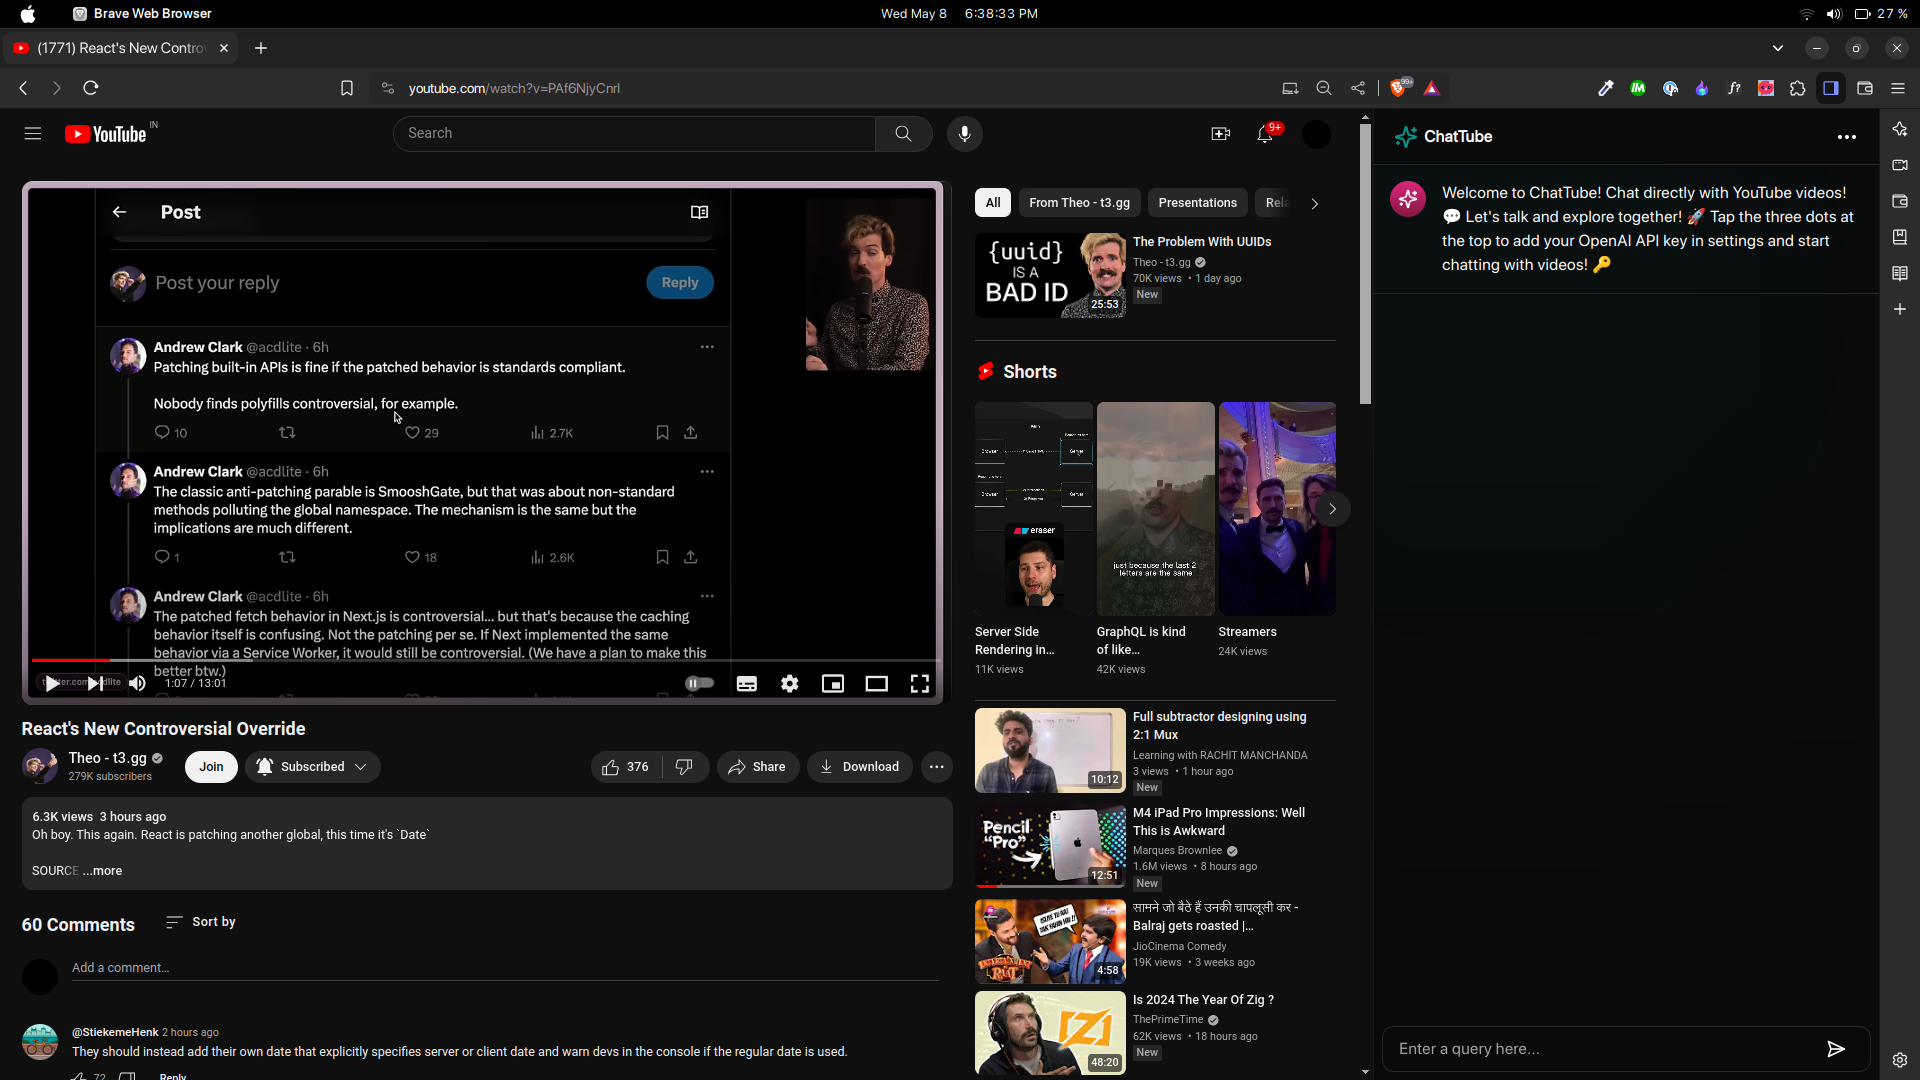 Brave Web Browser
Wed May 8 6:38:33 PM
27 %
(1771) React's New Contro
youtube.com/watch?v=PAf6NjyCnrI
99+
YouTube IN
Search
9+
Post
Post your reply
Reply
Andrew Clark @acdlite · 6h
Patching built-in APIs is fine if the patched behavior is standards compliant.
Nobody finds polyfills controversial, for example.
10 29 2.7K
Andrew Clark @acdlite · 6h
The classic anti-patching parable is SmooshGate, but that was about non-standard
methods polluting the global namespace. The mechanism is the same but the
implications are much different.
1 18 2.6K
Andrew Clark @acdlite · 6h
The patched fetch behavior in Next.js is controversial... but that's because the caching
behavior itself is confusing. Not the patching per se. If Next implemented the same
behavior via a Service Worker, it would still be controversial. (We have a plan to make this
better btw.)
1:07 / 13:01
React's New Controversial Override
Theo - t3.gg
279K subscribers
Join
Subscribed
376
Share
Download
6.3K views 3 hours ago
Oh boy. This again. React is patching another global, this time it's `Date`
SOURCE ...more
60 Comments
Sort by
Add a comment…
@StiekemeHenk 2 hours ago
They should instead add their own date that explicitly specifies server or client date and warn devs in the console if the regular date is used.
72 Reply
All
From Theo - t3.gg
Presentations
Rela
{uuid}
IS A
BAD ID
25:53
The Problem With UUIDs
Theo - t3.gg
70K views • 1 day ago
New
Shorts
Browser
Server
Browser
Server
eraser
just because the last 2
letters are the same
Server Side
Rendering in...
11K views
GraphQL is kind
of like...
42K views
Streamers
24K views
10:12
Full subtractor designing using
2:1 Mux
Learning with RACHIT MANCHANDA
3 views • 1 hour ago
New
Pencil
“Pro”
12:51
M4 iPad Pro Impressions: Well
This is Awkward
Marques Brownlee
1.6M views • 8 hours ago
New
4:58
सामने जो बैठे हैं उनकी चापलूसी कर -
Balraj gets roasted |...
JioCinema Comedy
19K views • 3 weeks ago
48:20
Is 2024 The Year Of Zig ?
ThePrimeTime
62K views • 18 hours ago
New
ChatTube
Welcome to ChatTube! Chat directly with YouTube videos!
💬 Let's talk and explore together! 🚀 Tap the three dots at
the top to add your OpenAI API key in settings and start
chatting with videos! 🔑
Enter a query here...